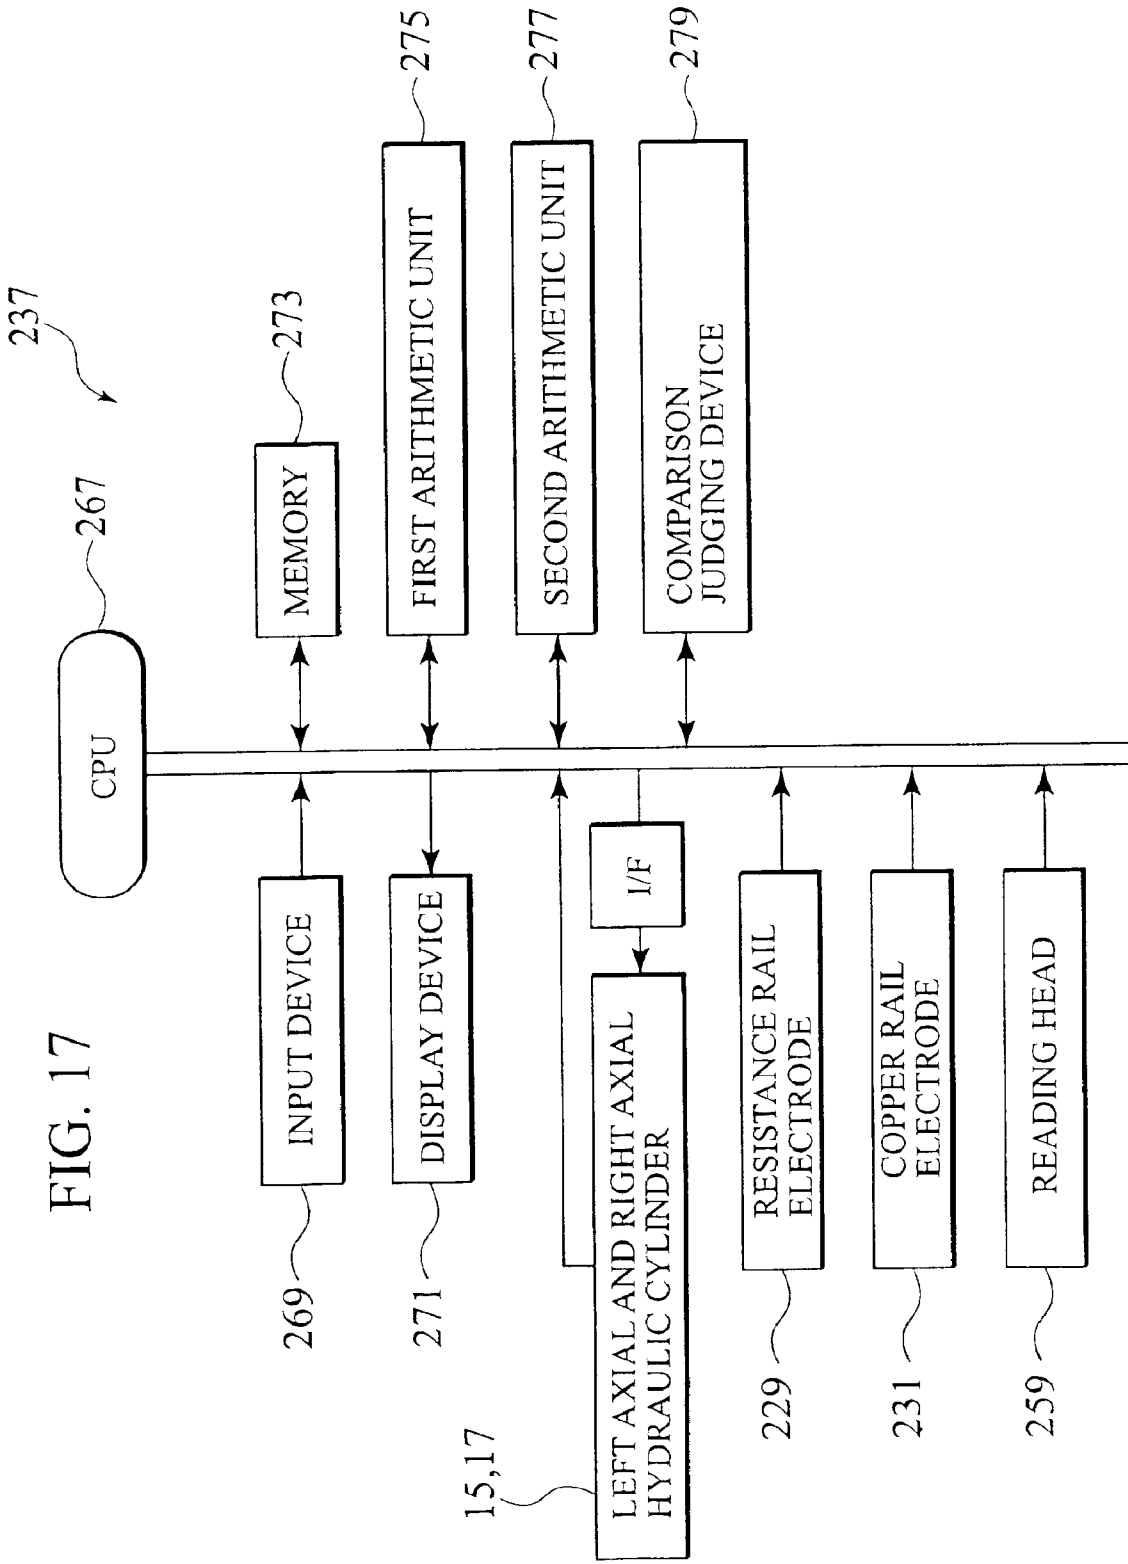 FIG. 17
237
CPU
267
INPUT DEVICE
269
MEMORY
273
DISPLAY DEVICE
271
FIRST ARITHMETIC UNIT
275
SECOND ARITHMETIC UNIT
277
15,17
LEFT AXIAL AND RIGHT AXIAL
HYDRAULIC CYLINDER
I/F
COMPARISON
JUDGING DEVICE
279
RESISTANCE RAIL
ELECTRODE
229
COPPER RAIL
ELECTRODE
231
READING HEAD
259